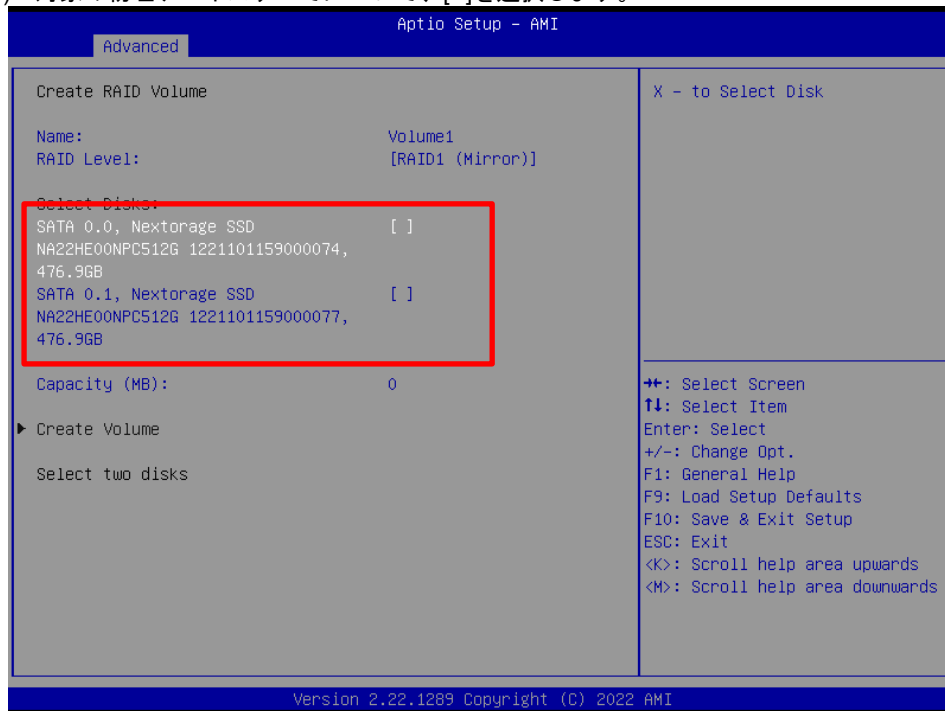 Aptio Setup – AMI
Advanced
Create RAID Volume
Name: Volume1
RAID Level: [RAID1 (Mirror)]
Select Disks:
SATA 0.0, Nextorage SSD [ ]
NA22HE00NPC512G 1221101159000074,
476.9GB
SATA 0.1, Nextorage SSD [ ]
NA22HE00NPC512G 1221101159000077,
476.9GB
Capacity (MB): 0
▶ Create Volume
Select two disks
X – to Select Disk
→←: Select Screen
↑↓: Select Item
Enter: Select
+/-: Change Opt.
F1: General Help
F9: Load Setup Defaults
F10: Save & Exit Setup
ESC: Exit
<K>: Scroll help area upwards
<M>: Scroll help area downwards
Version 2.22.1289 Copyright (C) 2022 AMI